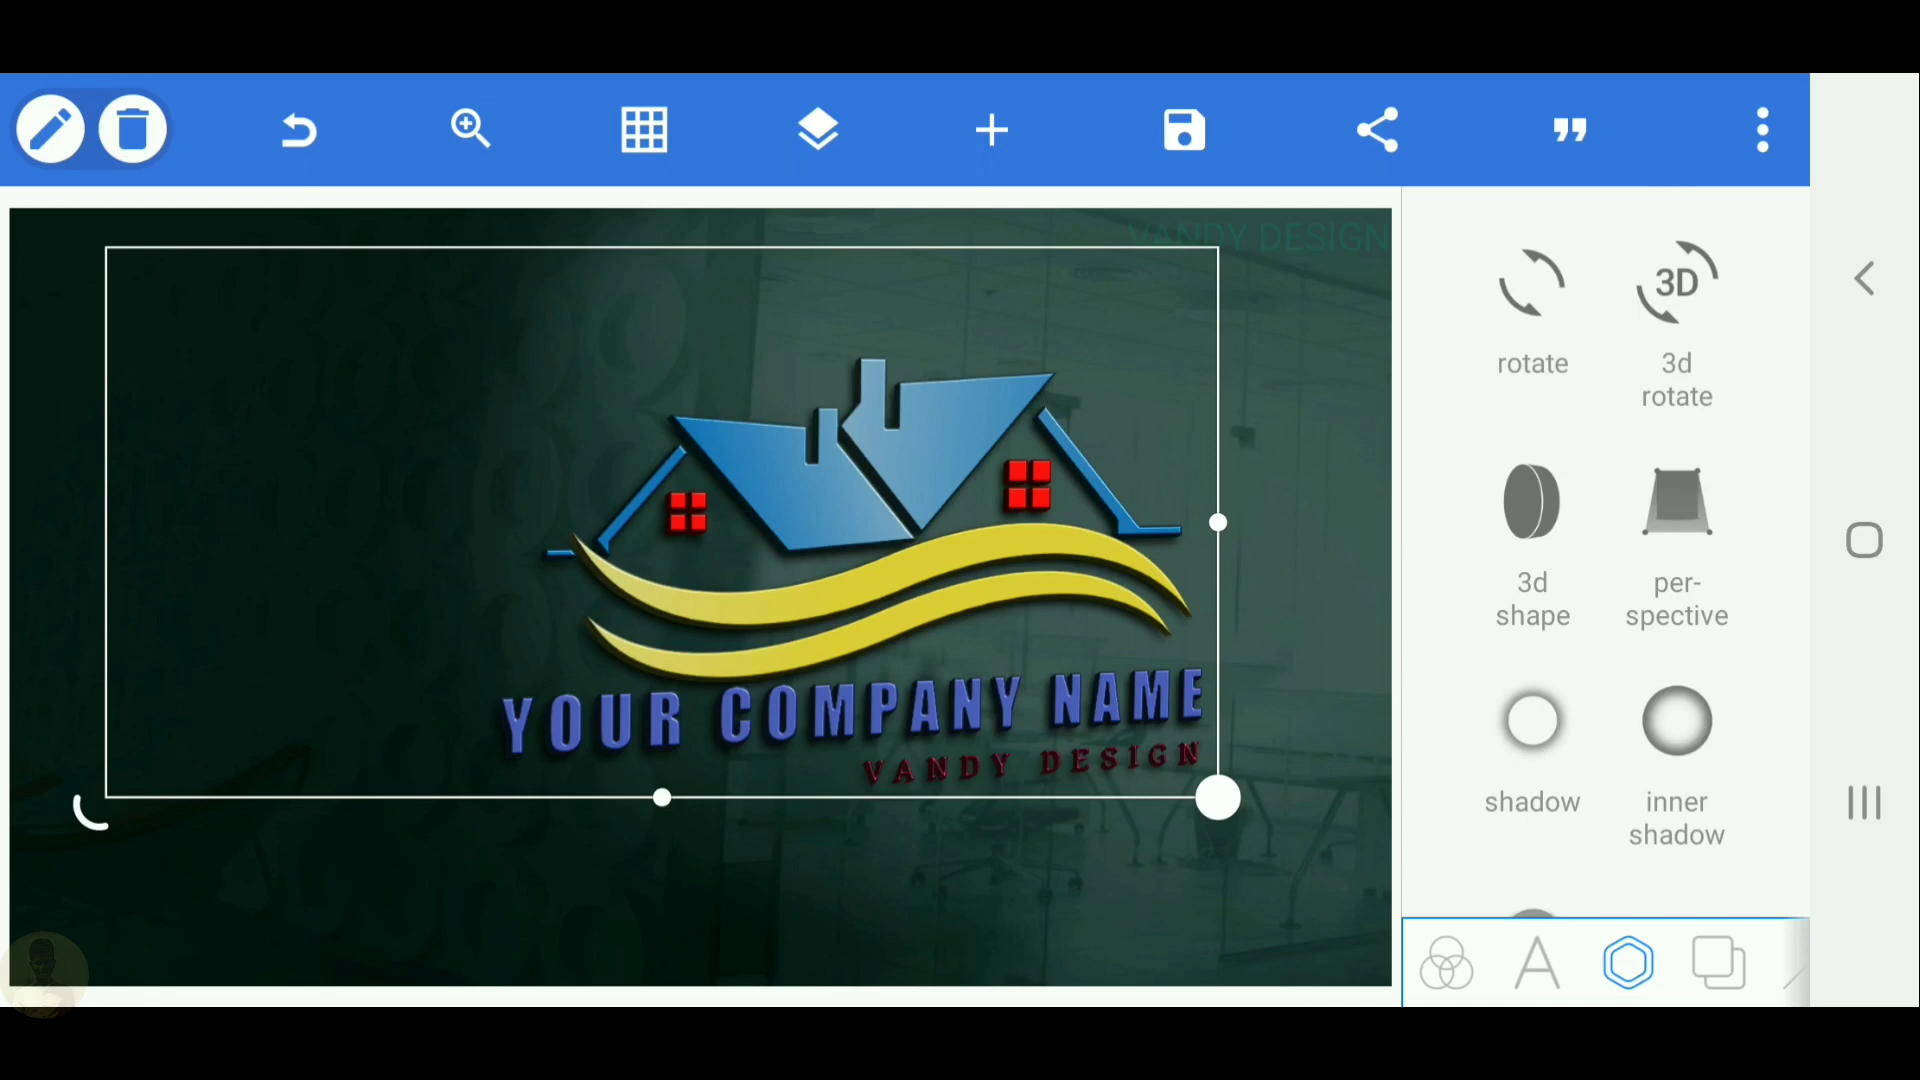 VANDY DESIGN
YOUR COMPANY NAME
VANDY DESIGN
rotate
3D
3d
rotate
3d
shape
per-
spective
shadow
inner
shadow
A